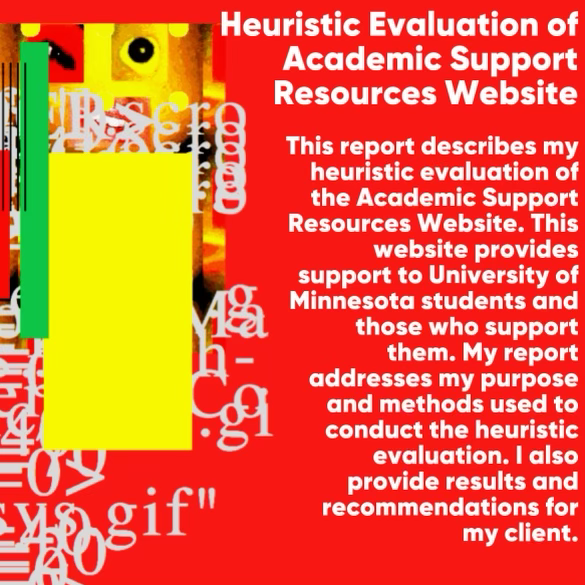 Heuristic Evaluation of
Academic Support
Resources Website
This report describes my
heuristic evaluation of
the Academic Support
Resources Website. This
website provides
support to University of
Minnesota students and
those who support
them. My report
addresses my purpose
and methods used to
conduct the heuristic
evaluation. I also
provide results and
recommendations for
my client.
gif"